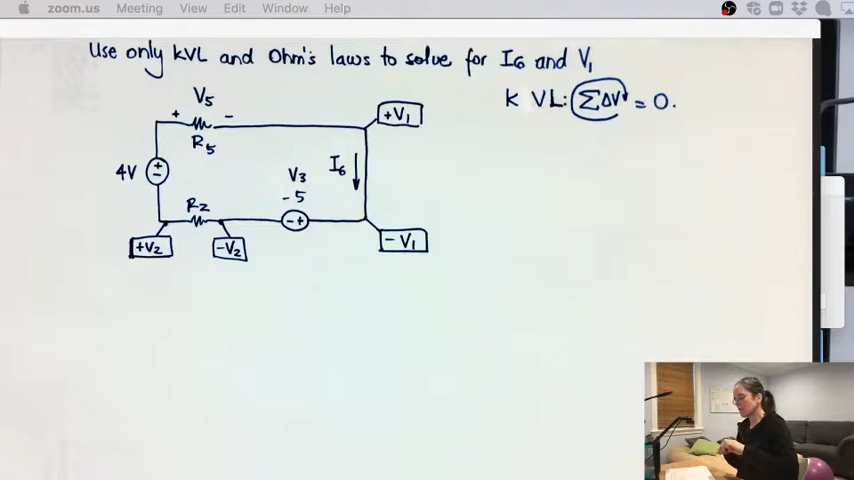 zoom.us Meeting View Edit Window Help
Use only KVL and Ohm's laws to solve for I6 and V1
KVL: ΣΔV = 0.
V5
+ -
+V1
R5
4V
+
-
I6
V3
-5
R2
- +
+V2
-V2
-V1